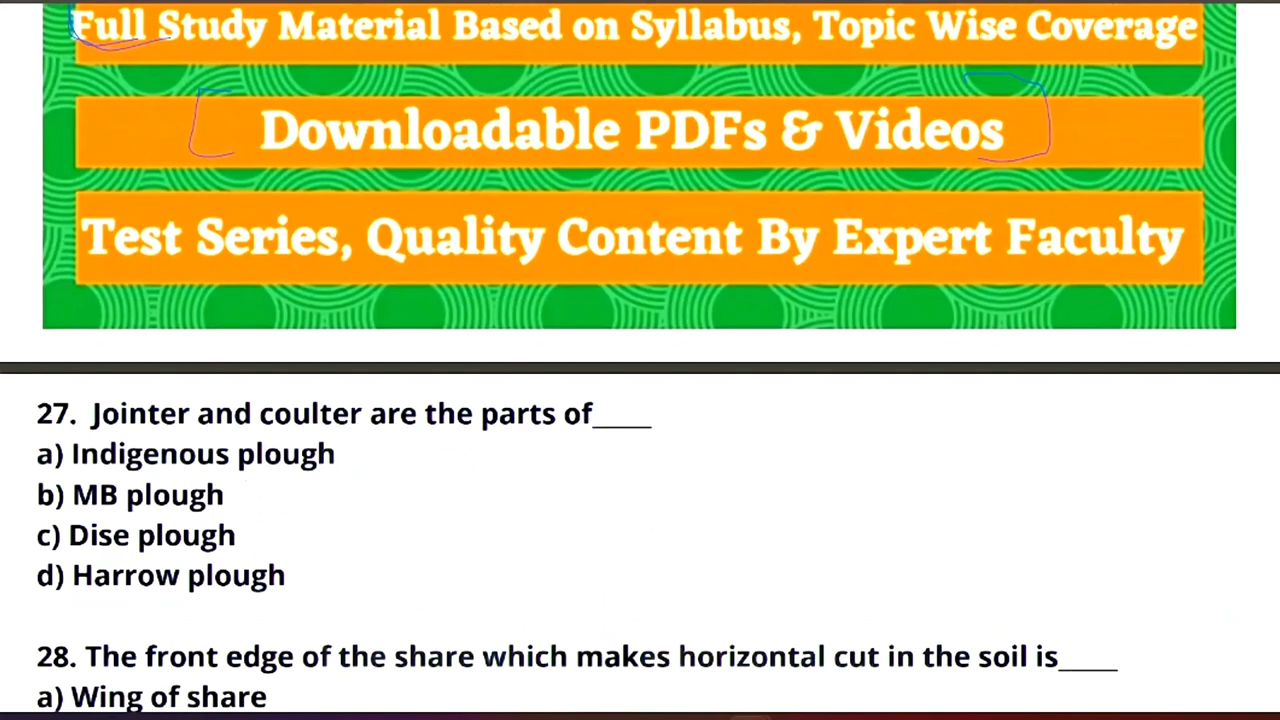 Full Study Material Based on Syllabus, Topic Wise Coverage
Downloadable PDFs & Videos
Test Series, Quality Content By Expert Faculty
27. Jointer and coulter are the parts of_____
a) Indigenous plough
b) MB plough
c) Dise plough
d) Harrow plough
28. The front edge of the share which makes horizontal cut in the soil is_____
a) Wing of share